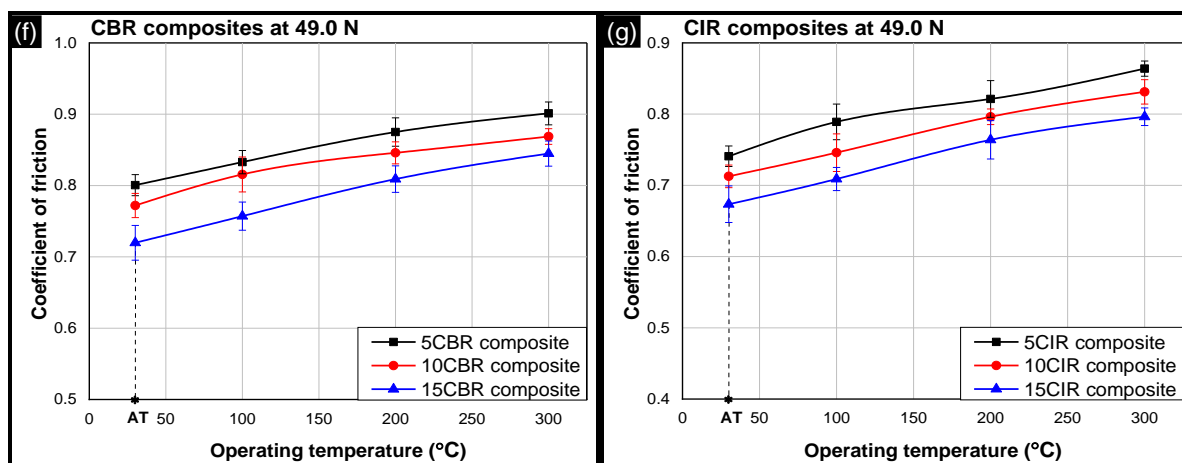 (f) CBR composites at 49.0 N
1.0
0.9
0.8
0.7
0.6
0.5
Coefficient of friction
5CBR composite
10CBR composite
15CBR composite
0 AT 50 100 150 200 250 300
Operating temperature (°C)
(g) CIR composites at 49.0 N
0.9
0.8
0.7
0.6
0.5
0.4
Coefficient of friction
5CIR composite
10CIR composite
15CIR composite
0 AT 50 100 150 200 250 300
Operating temperature (°C)